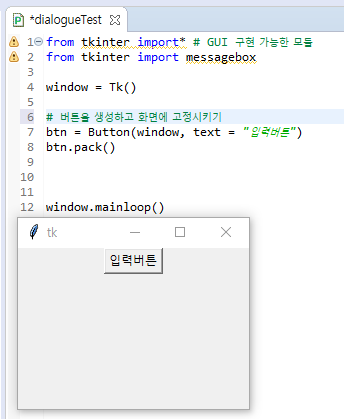 *dialogueTest
1 from tkinter import* # GUI 구현 가능한 모듈
2 from tkinter import messagebox
3
4 window = Tk()
5
6 # 버튼을 생성하고 화면에 고정시키기
7 btn = Button(window, text = "입력버튼")
8 btn.pack()
9
10
11
12 window.mainloop()
tk
입력버튼